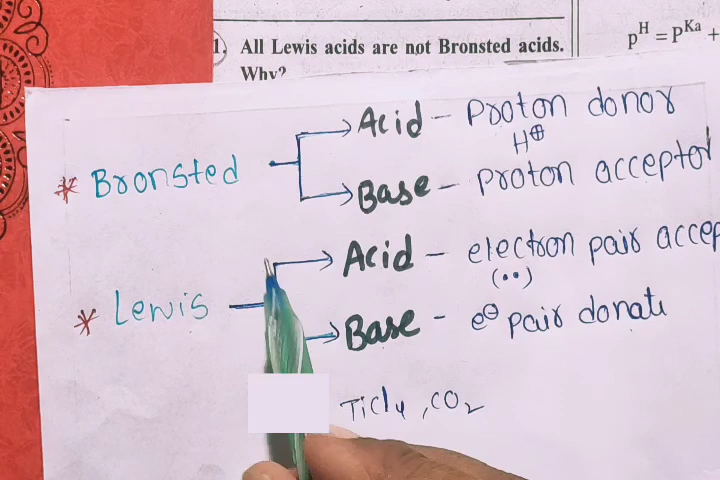 1. All Lewis acids are not Bronsted acids.
Why?
pH = pKa +
* Bronsted
Acid - Proton donor
H⊕
Base - Proton acceptor
* Lewis
Acid - electron pair accep
(••)
Base - e⊖ pair donate
TiCl4, CO2